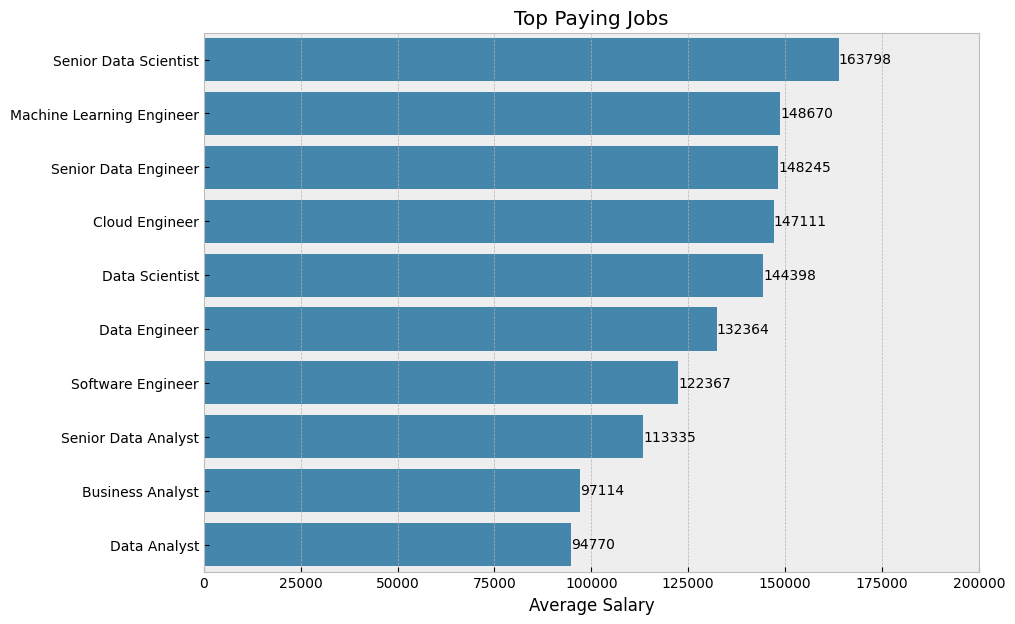 Top Paying Jobs
Senior Data Scientist 163798
Machine Learning Engineer 148670
Senior Data Engineer 148245
Cloud Engineer 147111
Data Scientist 144398
Data Engineer 132364
Software Engineer 122367
Senior Data Analyst 113335
Business Analyst 97114
Data Analyst 94770
0 25000 50000 75000 100000 125000 150000 175000 200000
Average Salary